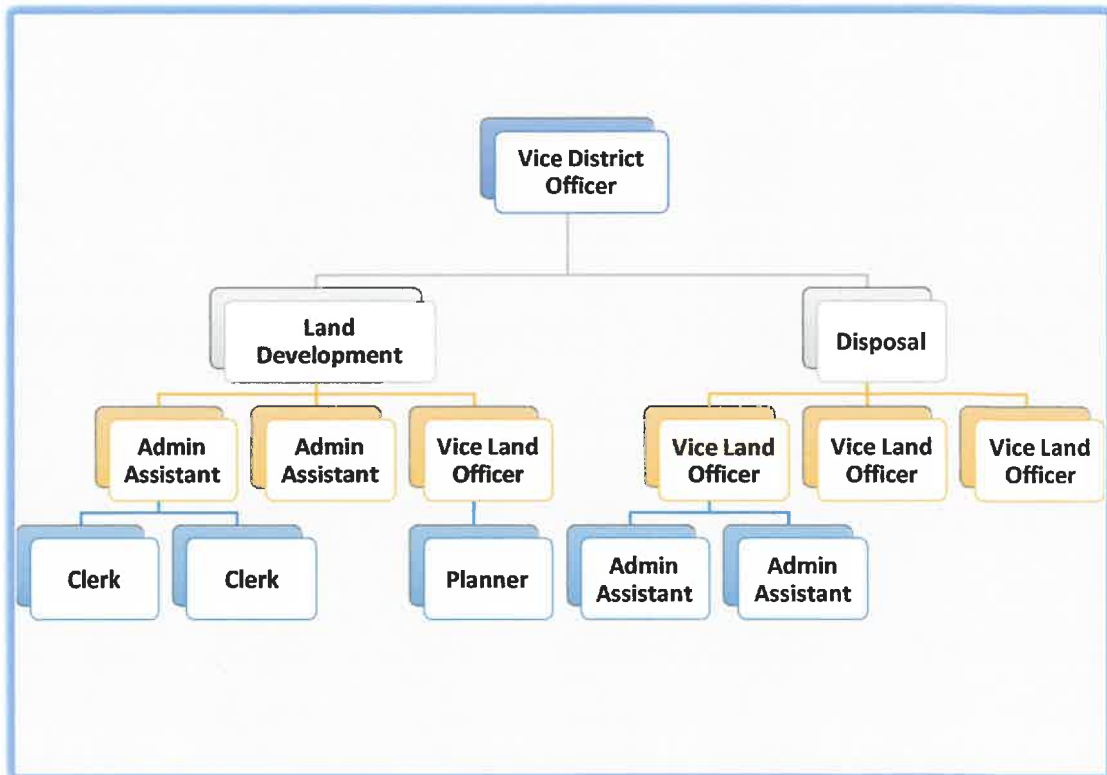 Vice District
Officer
Land
Development
Disposal
Admin
Assistant
Admin
Assistant
Vice Land
Officer
Vice Land
Officer
Vice Land
Officer
Vice Land
Officer
Clerk
Clerk
Planner
Admin
Assistant
Admin
Assistant